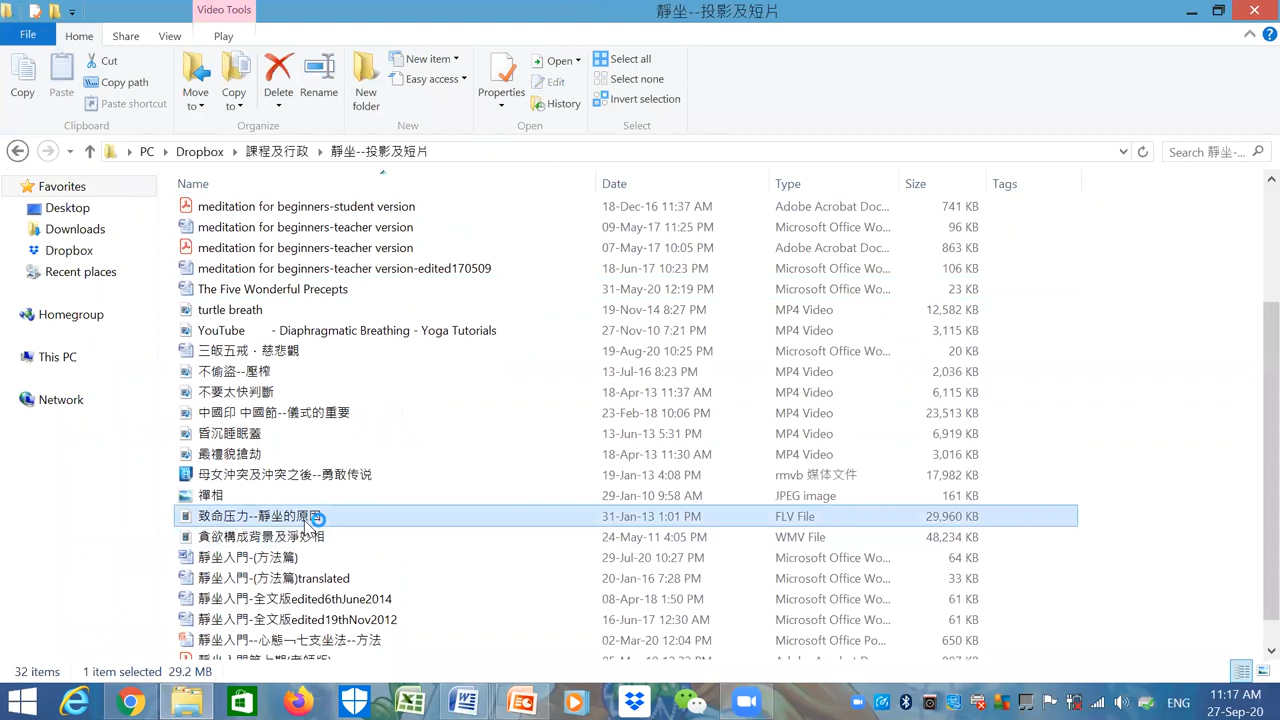 Video Tools
靜坐--投影及短片
File
Home
Share
View
Play
Copy
Paste
Cut
Copy path
Paste shortcut
Clipboard
Move to
Copy to
Delete
Rename
Organize
New folder
New item
Easy access
New
Properties
Open
Edit
History
Open
Select all
Select none
Invert selection
Select
PC
Dropbox
課程及行政
靜坐--投影及短片
Search 靜坐-...
Favorites
Desktop
Downloads
Dropbox
Recent places
Homegroup
This PC
Network
Name Date Type Size Tags
meditation for beginners-student version 18-Dec-16 11:37 AM Adobe Acrobat Doc... 741 KB
meditation for beginners-teacher version 09-May-17 11:25 PM Microsoft Office Wo... 96 KB
meditation for beginners-teacher version 07-May-17 10:05 PM Adobe Acrobat Doc... 863 KB
meditation for beginners-teacher version-edited170509 18-Jun-17 10:23 PM Microsoft Office Wo... 106 KB
The Five Wonderful Precepts 31-May-20 12:19 PM Microsoft Office Wo... 23 KB
turtle breath 19-Nov-14 8:27 PM MP4 Video 12,582 KB
YouTube - Diaphragmatic Breathing - Yoga Tutorials 27-Nov-10 7:21 PM MP4 Video 3,115 KB
三皈五戒．慈悲觀 19-Aug-20 10:25 PM Microsoft Office Wo... 20 KB
不偷盜--壓榨 13-Jul-16 8:23 PM MP4 Video 2,036 KB
不要太快判斷 18-Apr-13 11:37 AM MP4 Video 6,115 KB
中國印 中國節--儀式的重要 23-Feb-18 10:06 PM MP4 Video 23,513 KB
昏沉睡眠蓋 13-Jun-13 5:31 PM MP4 Video 6,919 KB
最禮貌搶劫 18-Apr-13 11:30 AM MP4 Video 3,016 KB
母女沖突及沖突之後--勇敢传说 19-Jan-13 4:08 PM rmvb 媒体文件 17,982 KB
禪相 29-Jan-10 9:58 AM JPEG image 161 KB
致命压力--靜坐的原因 31-Jan-13 1:01 PM FLV File 29,960 KB
貪欲構成背景及淨妙相 24-May-11 4:05 PM WMV File 48,234 KB
靜坐入門-(方法篇) 29-Jul-20 10:27 PM Microsoft Office Wo... 64 KB
靜坐入門-(方法篇)translated 20-Jan-16 7:28 PM Microsoft Office Wo... 33 KB
靜坐入門-全文版edited6thJune2014 08-Apr-18 1:50 PM Microsoft Office Wo... 61 KB
靜坐入門-全文版edited19thNov2012 16-Jun-17 12:30 AM Microsoft Office Wo... 61 KB
靜坐入門--心態￢七支坐法--方法 02-Mar-20 12:04 PM Microsoft Office Po... 650 KB
32 items
1 item selected 29.2 MB
ENG
11:17 AM
27-Sep-20